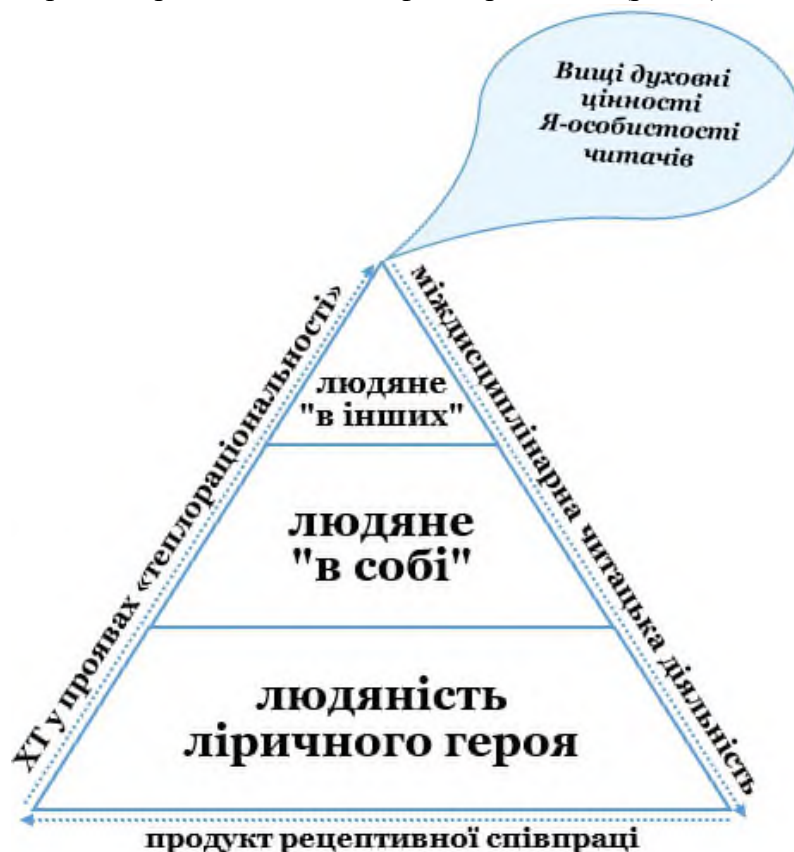 Вищі духовні
цінності
Я-особистості
читачів
ХТ у проявах «теплораціональності»
міждисциплінарна читацька діяльність
людяне
"в інших"
людяне
"в собі"
людяність
ліричного героя
продукт рецептивної співпраці